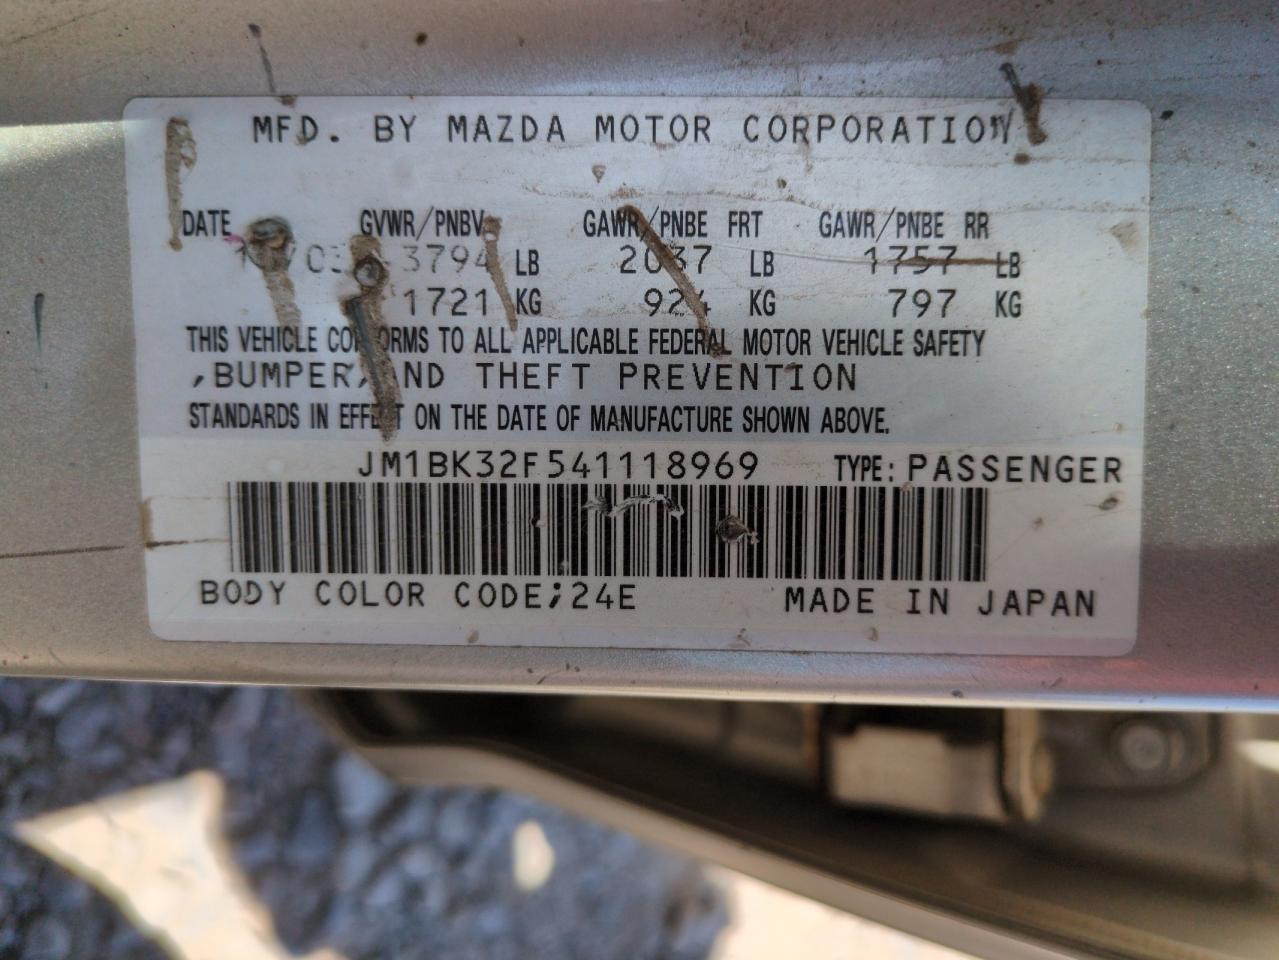 MFD. BY MAZDA MOTOR CORPORATION
DATE GVWR/PNBV GAWR/PNBE FRT GAWR/PNBE RR
3794 LB 2037 LB 1757 LB
1721 KG 924 KG 797 KG
THIS VEHICLE CONFORMS TO ALL APPLICABLE FEDERAL MOTOR VEHICLE SAFETY
,BUMPER,AND THEFT PREVENTION
STANDARDS IN EFFECT ON THE DATE OF MANUFACTURE SHOWN ABOVE.
JM1BK32F541118969 TYPE: PASSENGER
BODY COLOR CODE;24E MADE IN JAPAN